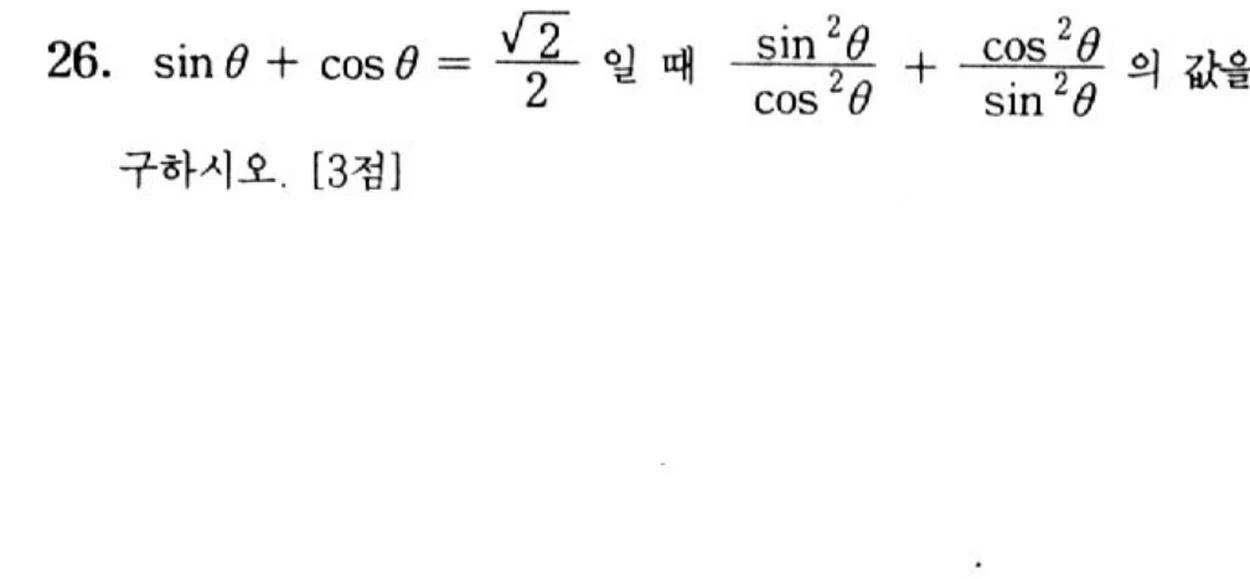 26. sin θ + cos θ = √2/2 일 때 sin²θ/cos²θ + cos²θ/sin²θ 의 값을
구하시오. [3점]